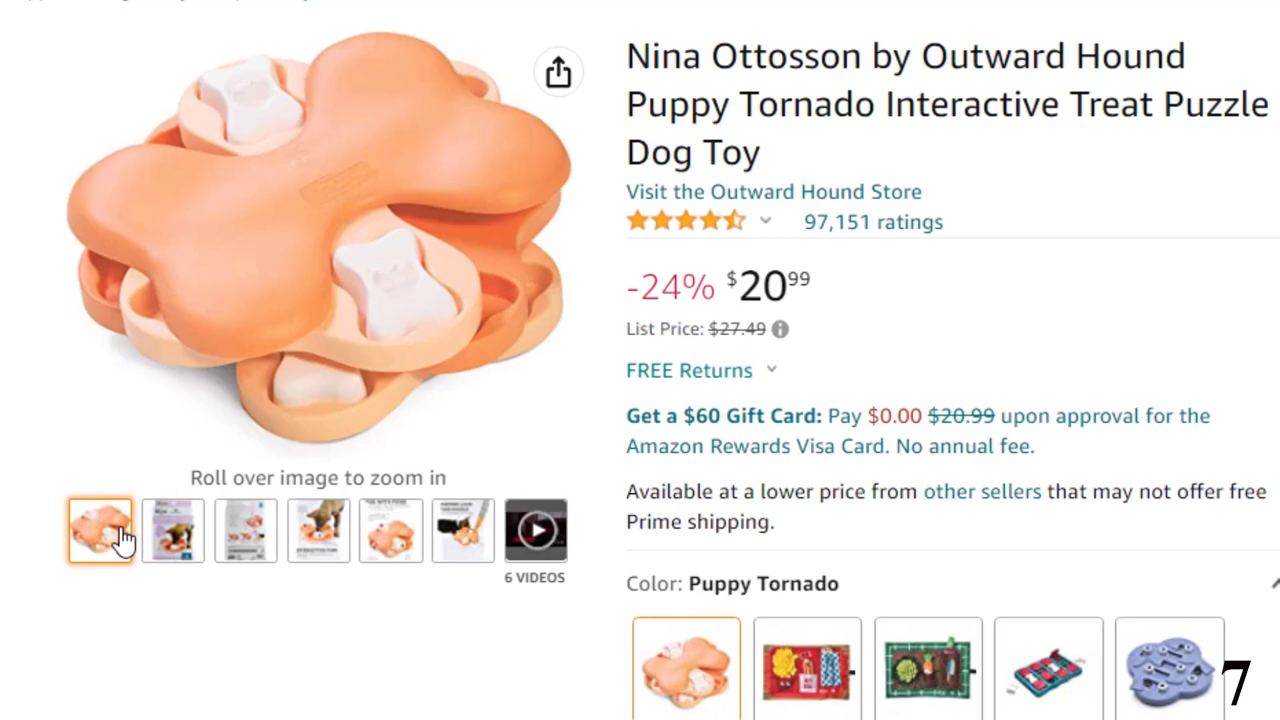 Nina Ottosson by Outward Hound
Puppy Tornado Interactive Treat Puzzle
Dog Toy
Visit the Outward Hound Store
97,151 ratings
-24% $2099
List Price: $27.49
FREE Returns
Get a $60 Gift Card: Pay $0.00 $20.99 upon approval for the
Amazon Rewards Visa Card. No annual fee.
Available at a lower price from other sellers that may not offer free
Prime shipping.
Color: Puppy Tornado
Roll over image to zoom in
6 VIDEOS
7